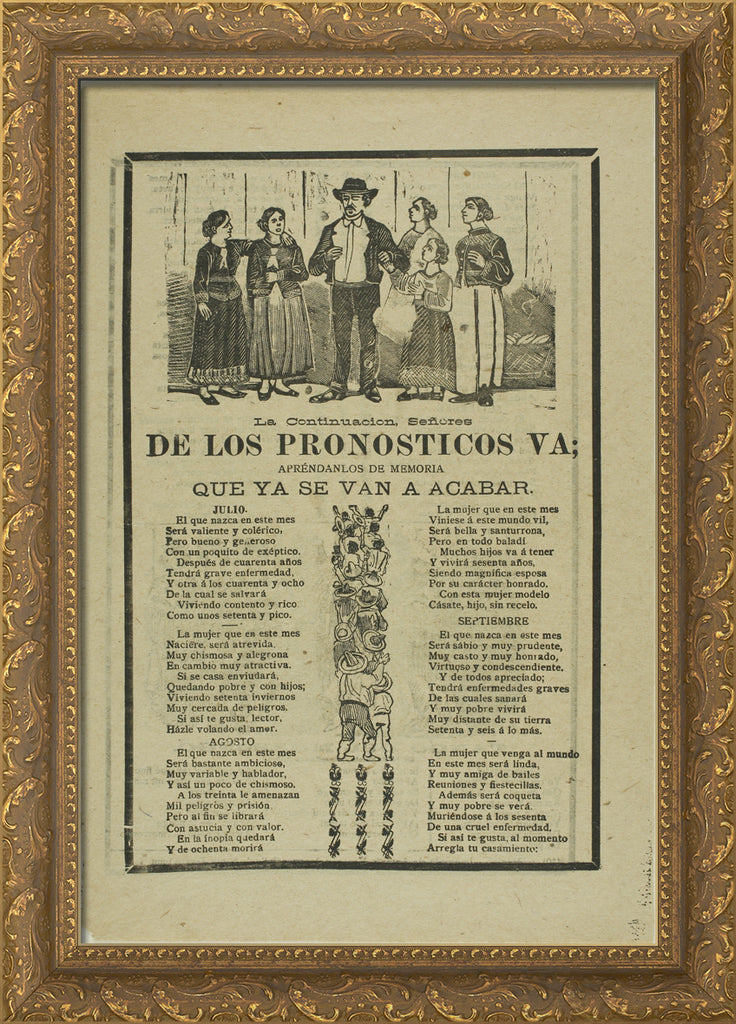 La Continuacion, Señores
DE LOS PRONOSTICOS VA;
APRÉNDANLOS DE MEMORIA
QUE YA SE VAN A ACABAR.
JULIO.
El que nazca en este mes
Será valiente y colérico,
Pero bueno y generoso
Con un poquito de exéptico.
Después de cuarenta años
Tendrá grave enfermedad,
Y otra á los cuarenta y ocho
De la cual se salvará
Viviendo contento y rico
Como unos setenta y pico.
La mujer que en este mes
Naciere, será atrevida,
Muy chismosa y alegrona
En cambio muy atractiva.
Si se casa enviudará,
Quedando pobre y con hijos;
Viviendo setenta inviernos
Muy cercada de peligros.
Si así te gusta, lector,
Házle volando el amor.
AGOSTO
El que nazca en este mes
Será bastante ambicioso,
Muy variable y hablador,
Y así un poco de chismoso.
A los treinta le amenazan
Mil peligros y prisión
Pero al fin se librará
Con astucia y con valor.
En la inopia quedará
Y de ochenta morirá
La mujer que en este mes
Viniese á este mundo vil,
Será bella y santurrona,
Pero en todo baladí
Muchos hijos va á tener
Y vivirá sesenta años,
Siendo magnífica esposa
Por su carácter honrado.
Con esta mujer modelo
Cásate, hijo, sin recelo.
SEPTIEMBRE
El que nazca en este mes
Será sábio y muy prudente,
Muy casto y muy honrado,
Virtuoso y condescendiente.
Y de todos apreciado;
Tendrá enfermedades graves
De las cuales sanará
Y muy pobre vivirá
Muy distante de su tierra
Setenta y seis á lo más.
La mujer que venga al mundo
En este mes será linda,
Y muy amiga de bailes
Reuniones y fiestecillas.
Además será coqueta
Y muy pobre se verá.
Muriéndose á los sesenta
De una cruel enfermedad.
Si así te gusta, al momento
Arregla tu casamiento: